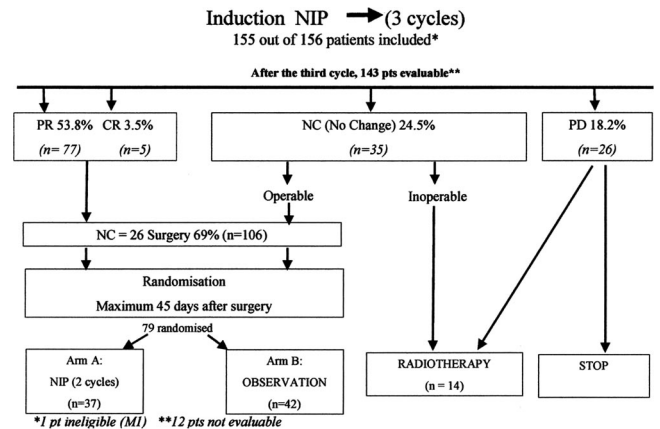 Induction NIP (3 cycles)
155 out of 156 patients included*
After the third cycle, 143 pts evaluable**
PR 53.8% CR 3.5%
(n= 77) (n=5)
NC (No Change) 24.5%
(n=35)
PD 18.2%
(n=26)
Operable
Inoperable
NC = 26 Surgery 69% (n=106)
Randomisation
Maximum 45 days after surgery
79 randomised
Arm A:
NIP (2 cycles)
(n=37)
Arm B:
OBSERVATION
(n=42)
RADIOTHERAPY
(n = 14)
STOP
*1 pt ineligible (M1) **12 pts not evaluable